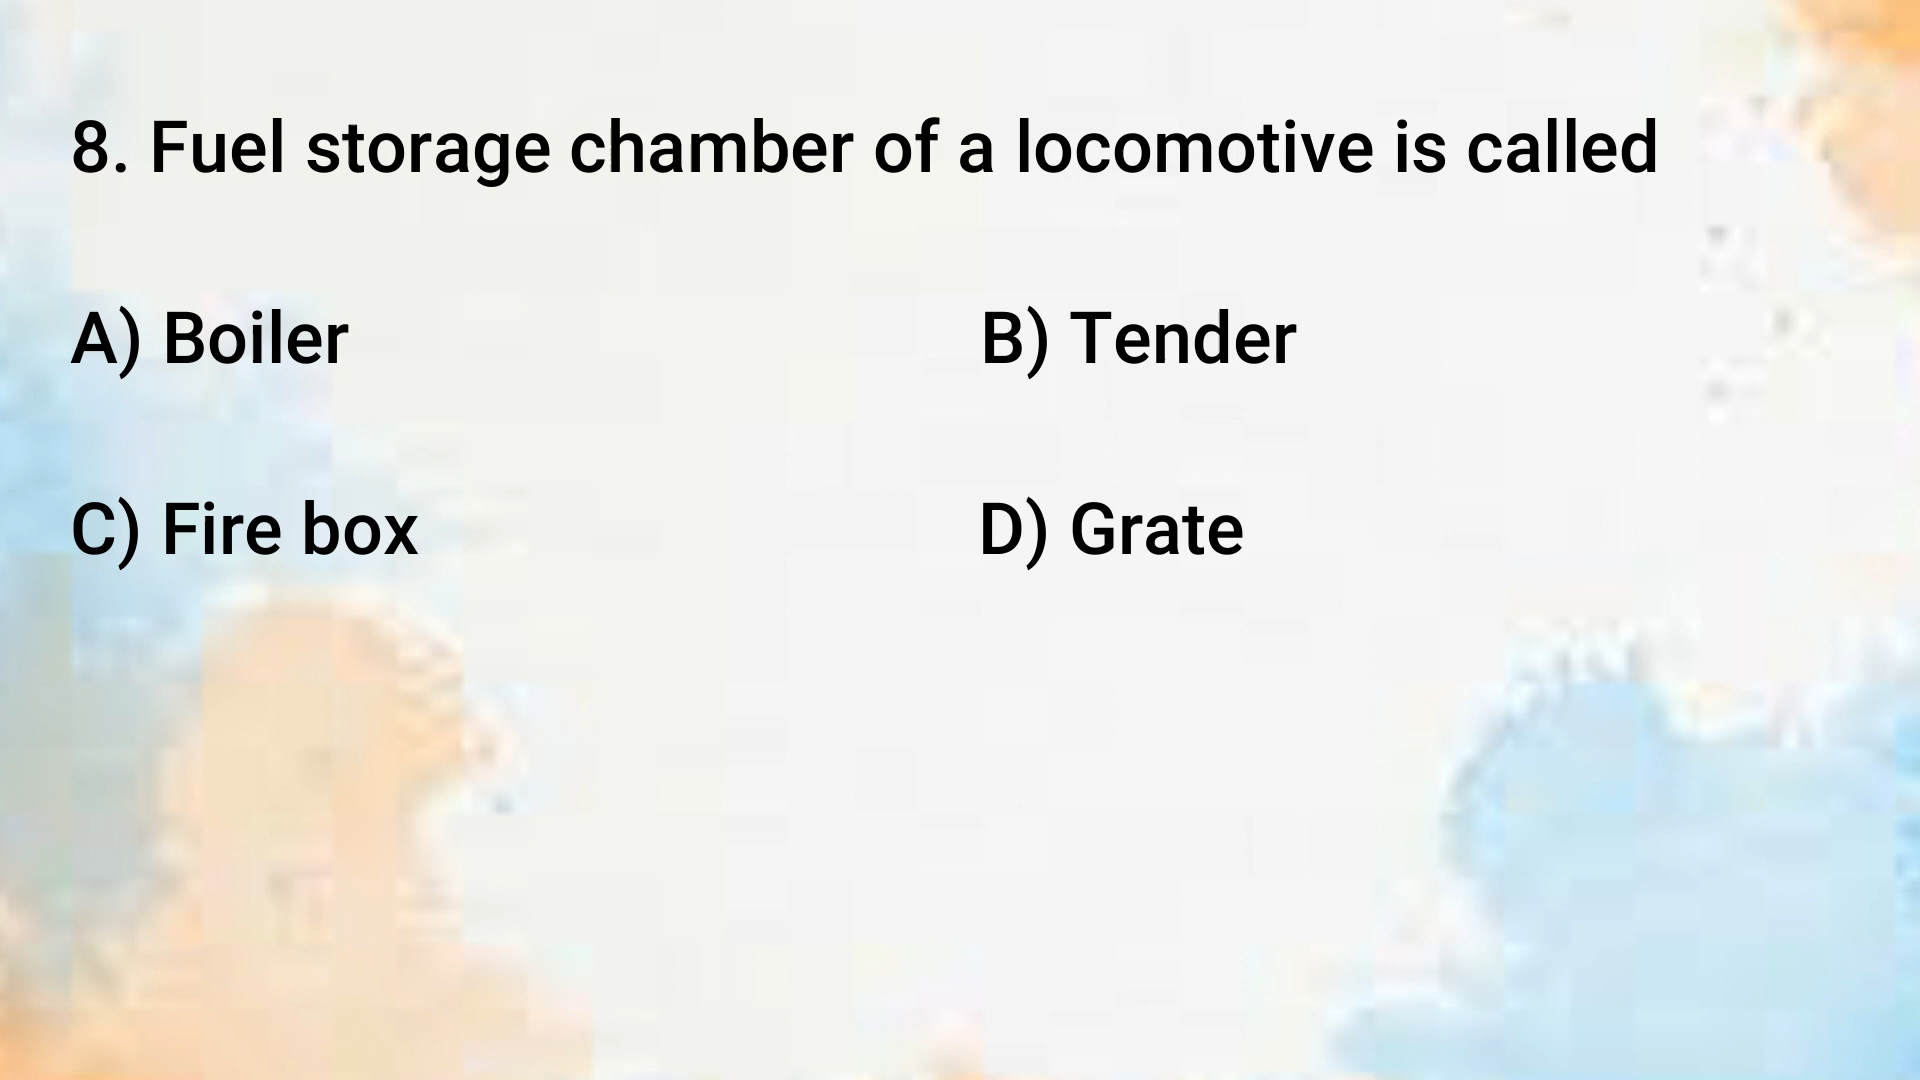 8. Fuel storage chamber of a locomotive is called
A) Boiler B) Tender
C) Fire box D) Grate